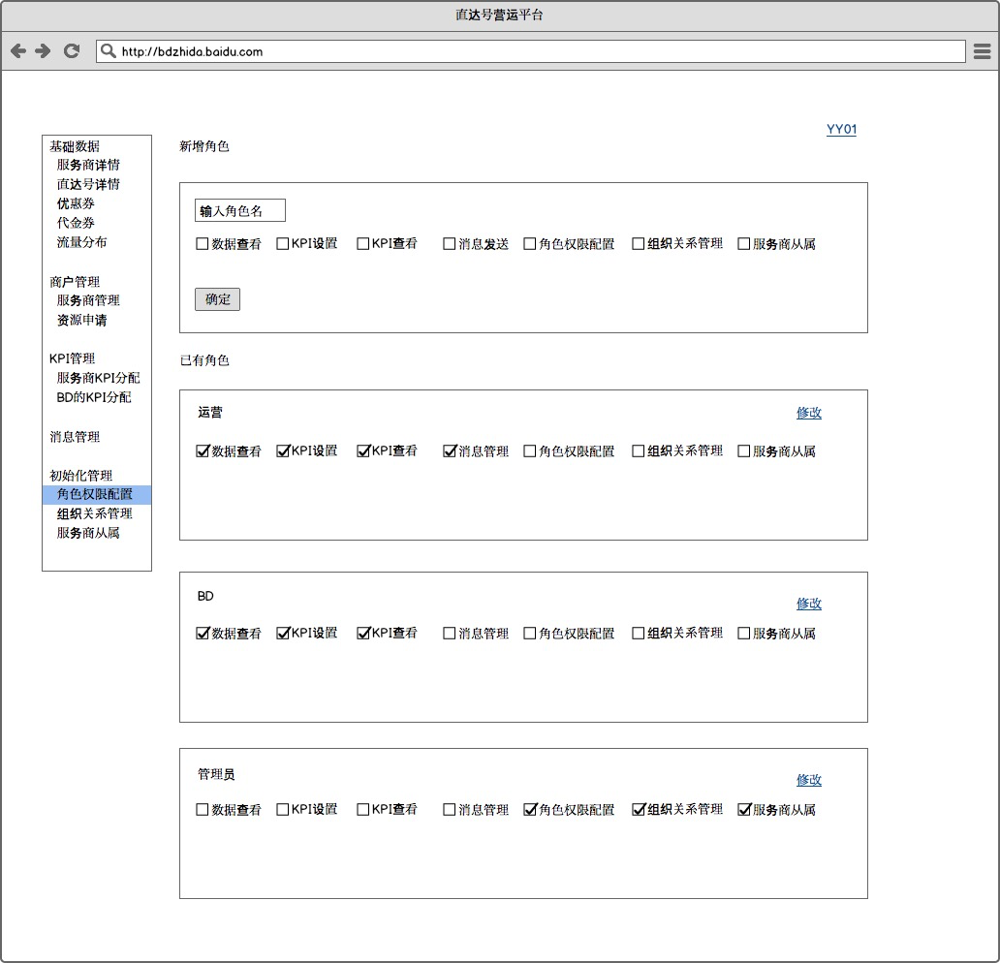 直达号营运平台
http://bdzhida.baidu.com
YY01
基础数据
服务商详情
直达号详情
优惠券
代金券
流量分布
商户管理
服务商管理
资源申请
KPI管理
服务商KPI分配
BD的KPI分配
消息管理
初始化管理
角色权限配置
组织关系管理
服务商从属
新增角色
输入角色名
数据查看 KPI设置 KPI查看 消息发送 角色权限配置 组织关系管理 服务商从属
确定
已有角色
运营 修改
数据查看 KPI设置 KPI查看 消息管理 角色权限配置 组织关系管理 服务商从属
BD 修改
数据查看 KPI设置 KPI查看 消息管理 角色权限配置 组织关系管理 服务商从属
管理员 修改
数据查看 KPI设置 KPI查看 消息管理 角色权限配置 组织关系管理 服务商从属